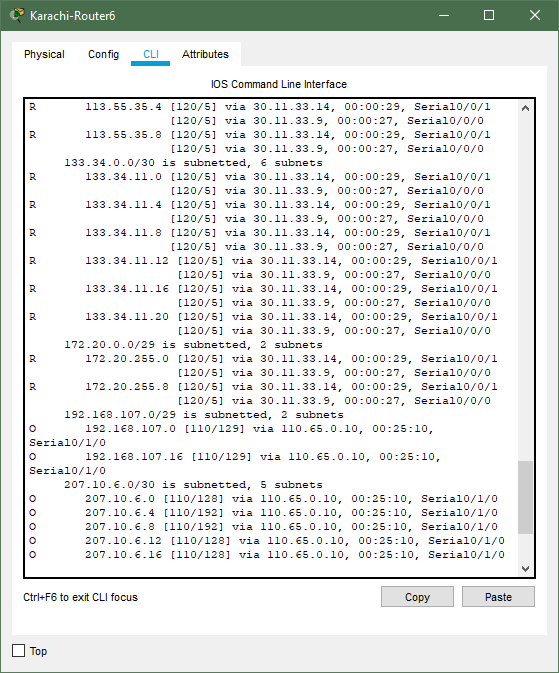 Karachi-Router6
Physical Config CLI Attributes
IOS Command Line Interface
R 113.55.35.4 [120/5] via 30.11.33.14, 00:00:29, Serial0/0/1
[120/5] via 30.11.33.9, 00:00:27, Serial0/0/0
R 113.55.35.8 [120/5] via 30.11.33.14, 00:00:29, Serial0/0/1
[120/5] via 30.11.33.9, 00:00:27, Serial0/0/0
133.34.0.0/30 is subnetted, 6 subnets
R 133.34.11.0 [120/5] via 30.11.33.14, 00:00:29, Serial0/0/1
[120/5] via 30.11.33.9, 00:00:27, Serial0/0/0
R 133.34.11.4 [120/5] via 30.11.33.14, 00:00:29, Serial0/0/1
[120/5] via 30.11.33.9, 00:00:27, Serial0/0/0
R 133.34.11.8 [120/5] via 30.11.33.14, 00:00:29, Serial0/0/1
[120/5] via 30.11.33.9, 00:00:27, Serial0/0/0
R 133.34.11.12 [120/5] via 30.11.33.14, 00:00:29, Serial0/0/1
[120/5] via 30.11.33.9, 00:00:27, Serial0/0/0
R 133.34.11.16 [120/5] via 30.11.33.14, 00:00:29, Serial0/0/1
[120/5] via 30.11.33.9, 00:00:27, Serial0/0/0
R 133.34.11.20 [120/5] via 30.11.33.14, 00:00:29, Serial0/0/1
[120/5] via 30.11.33.9, 00:00:27, Serial0/0/0
172.20.0.0/29 is subnetted, 2 subnets
R 172.20.255.0 [120/5] via 30.11.33.14, 00:00:29, Serial0/0/1
[120/5] via 30.11.33.9, 00:00:27, Serial0/0/0
R 172.20.255.8 [120/5] via 30.11.33.14, 00:00:29, Serial0/0/1
[120/5] via 30.11.33.9, 00:00:27, Serial0/0/0
192.168.107.0/29 is subnetted, 2 subnets
O 192.168.107.0 [110/129] via 110.65.0.10, 00:25:10,
Serial0/1/0
O 192.168.107.16 [110/129] via 110.65.0.10, 00:25:10,
Serial0/1/0
207.10.6.0/30 is subnetted, 5 subnets
O 207.10.6.0 [110/128] via 110.65.0.10, 00:25:10, Serial0/1/0
O 207.10.6.4 [110/192] via 110.65.0.10, 00:25:10, Serial0/1/0
O 207.10.6.8 [110/192] via 110.65.0.10, 00:25:10, Serial0/1/0
O 207.10.6.12 [110/128] via 110.65.0.10, 00:25:10, Serial0/1/0
O 207.10.6.16 [110/128] via 110.65.0.10, 00:25:10, Serial0/1/0
Ctrl+F6 to exit CLI focus
Copy Paste
Top